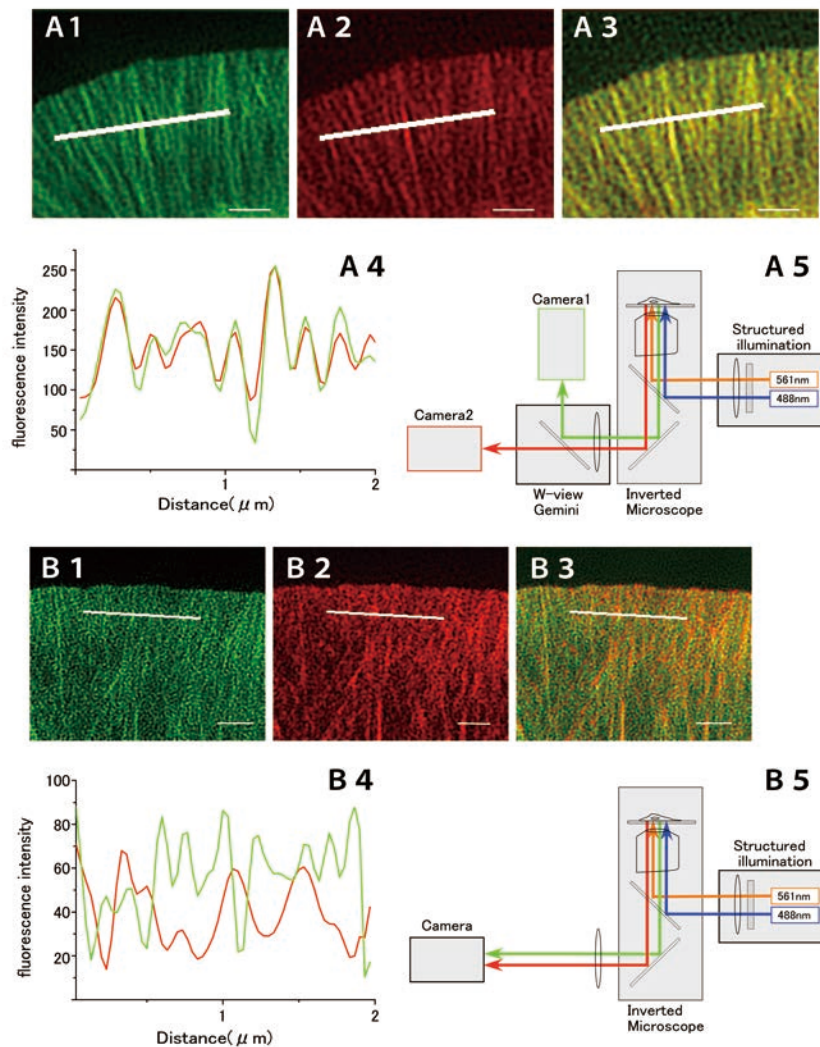 A 1
A 2
A 3
A 4
fluorescence intensity
250
200
150
100
50
1
2
Distance( μ m)
A 5
Camera1
Camera2
W-view
Gemini
Inverted
Microscope
Structured
illumination
561nm
488nm
B 1
B 2
B 3
B 4
fluorescence intensity
100
80
60
40
20
1
2
Distance( μ m)
B 5
Camera
Inverted
Microscope
Structured
illumination
561nm
488nm